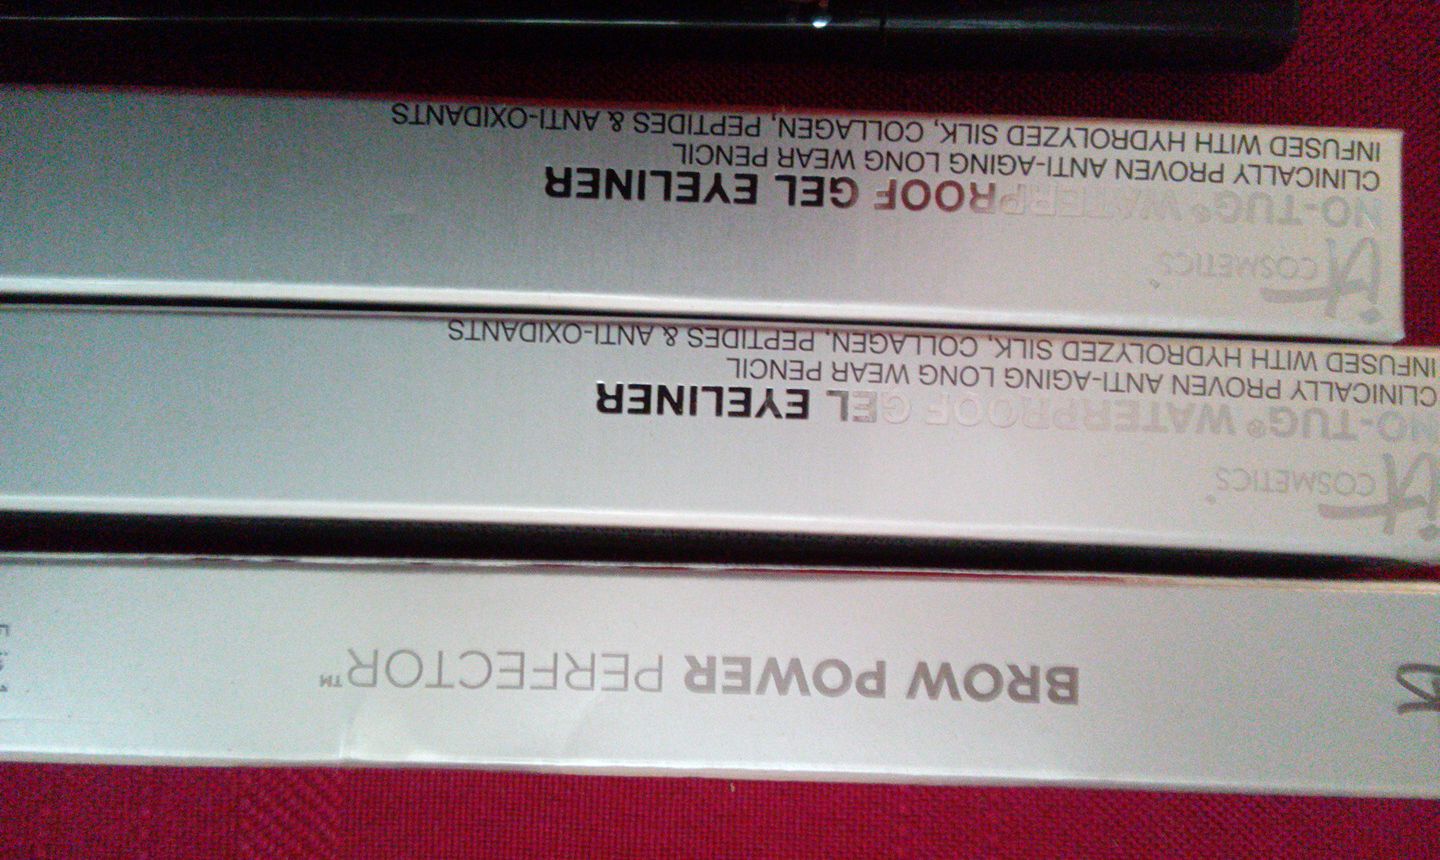 BROW POWER PERFECTOR™
it COSMETICS™
NO-TUG® WATERPROOF GEL EYELINER
CLINICALLY PROVEN ANTI-AGING LONG WEAR PENCIL
INFUSED WITH HYDROLYZED SILK, COLLAGEN, PEPTIDES & ANTI-OXIDANTS
it COSMETICS™
NO-TUG® WATERPROOF GEL EYELINER
CLINICALLY PROVEN ANTI-AGING LONG WEAR PENCIL
INFUSED WITH HYDROLYZED SILK, COLLAGEN, PEPTIDES & ANTI-OXIDANTS